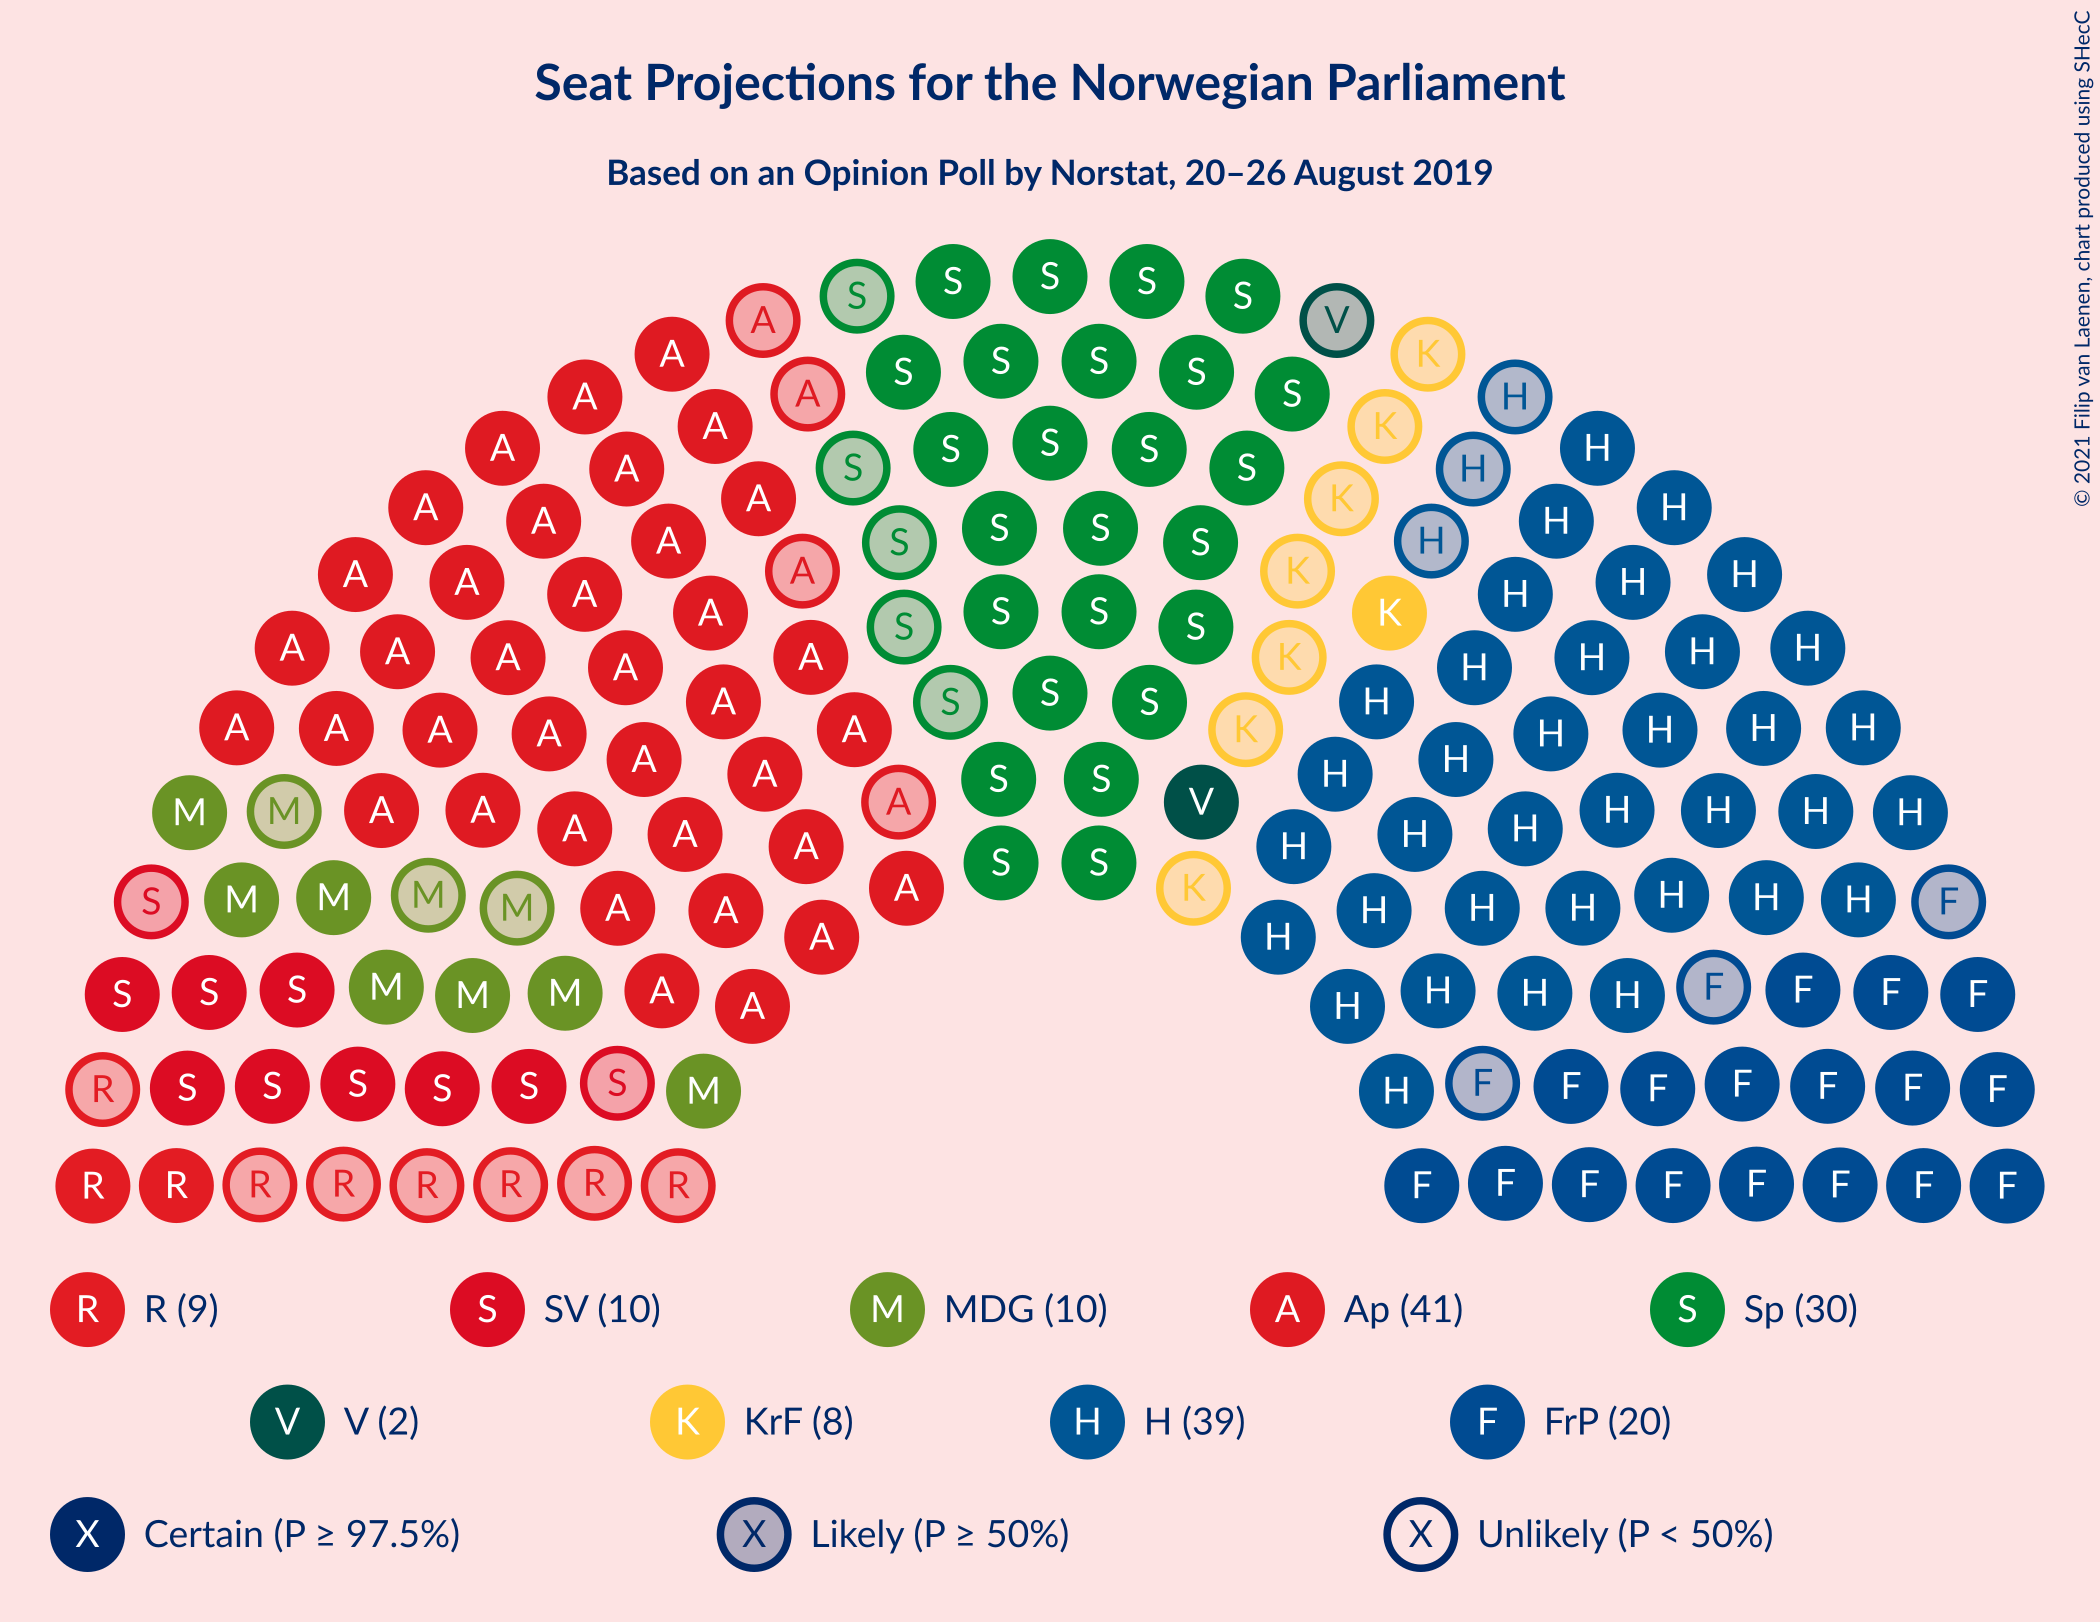 Seat Projections for the Norwegian Parliament
Based on an Opinion Poll by Norstat, 20–26 August 2019
© 2021 Filip van Laenen, chart produced using SHecC
S S S S S
A V
A S S S S K
A A S H
A K
A S S S H
A S S H
A A K H
A S S H
A S S H
A A K H
A A H H
A S S K
S S
A A A A K H H H
A H
A S S S H
A A A A A K H H H H
A H
A S S H
M M A A A V H H H H
A A H H
A H
S S
A K
S M M M M A A H H H H H H F
A H
S S S M M M A H H H F F F F
A H
R S S S S S S M H F F F F F F F
R R R R R R R R F F F F F F F F
R R (9) S SV (10) M MDG (10) A Ap (41) S Sp (30)
V V (2) K KrF (8) H H (39) F FrP (20)
X Certain (P ≥ 97.5%) X Likely (P ≥ 50%) X Unlikely (P < 50%)